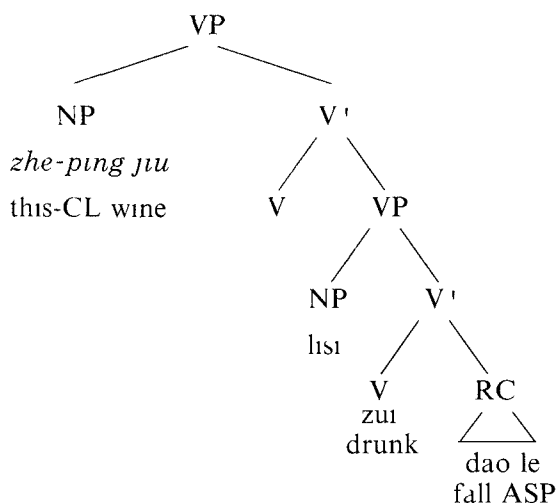 VP
NP V'
zhe-ping jiu
this-CL wine V VP
NP V'
lisi
V RC
zui
drunk
dao le
fall ASP